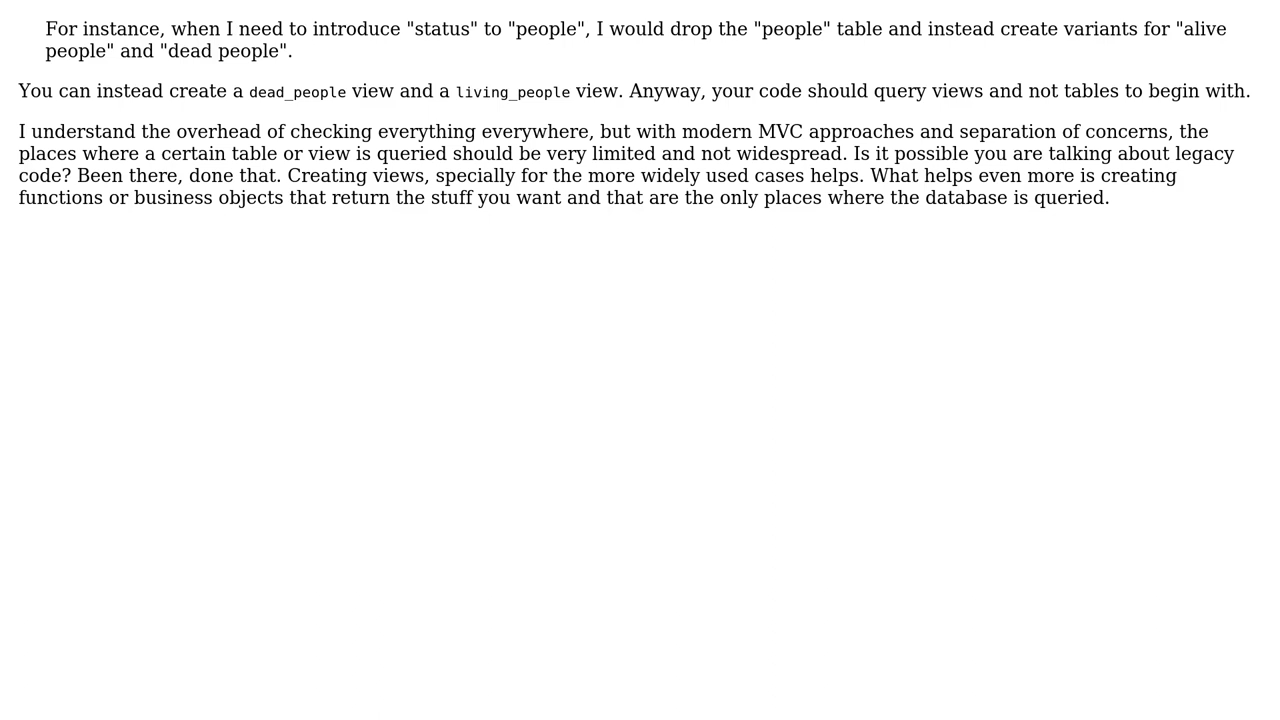 For instance, when I need to introduce "status" to "people", I would drop the "people" table and instead create variants for "alive
people" and "dead people".
You can instead create a dead_people view and a living_people view. Anyway, your code should query views and not tables to begin with.
I understand the overhead of checking everything everywhere, but with modern MVC approaches and separation of concerns, the
places where a certain table or view is queried should be very limited and not widespread. Is it possible you are talking about legacy
code? Been there, done that. Creating views, specially for the more widely used cases helps. What helps even more is creating
functions or business objects that return the stuff you want and that are the only places where the database is queried.